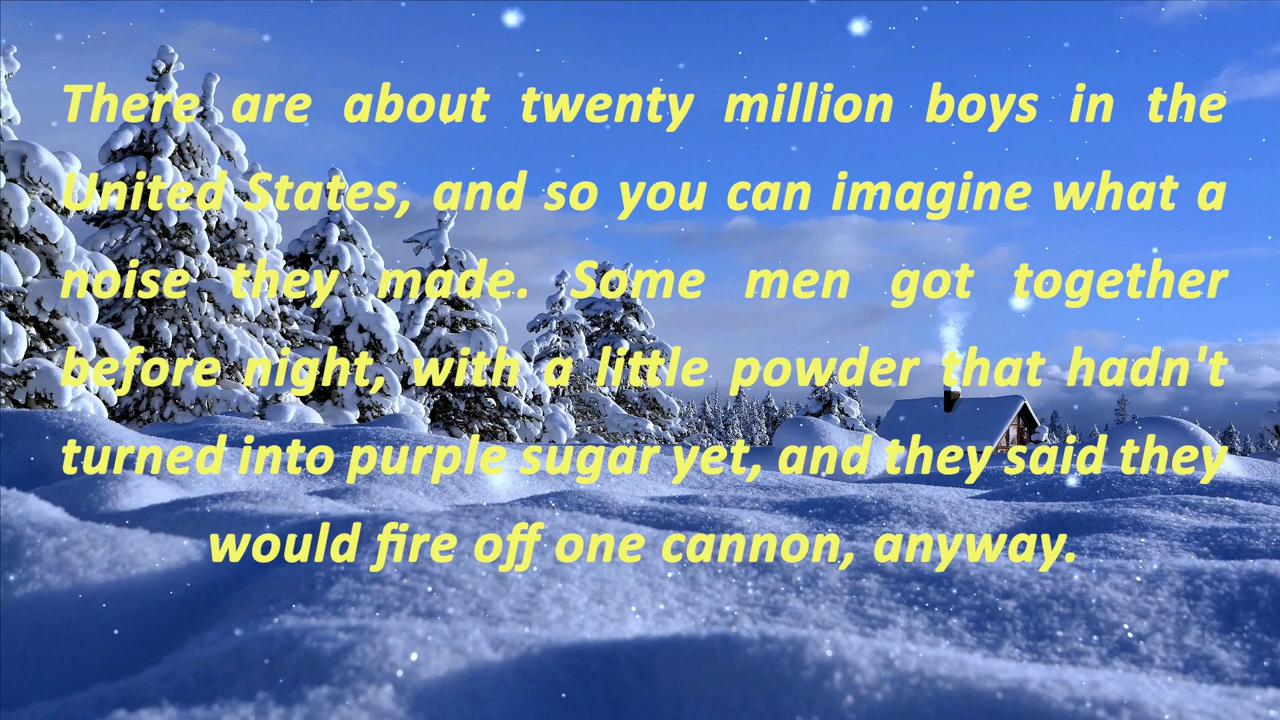 There are about twenty million boys in the
United States, and so you can imagine what a
noise they made. Some men got together
before night, with a little powder that hadn't
turned into purple sugar yet, and they said they
would fire off one cannon, anyway.